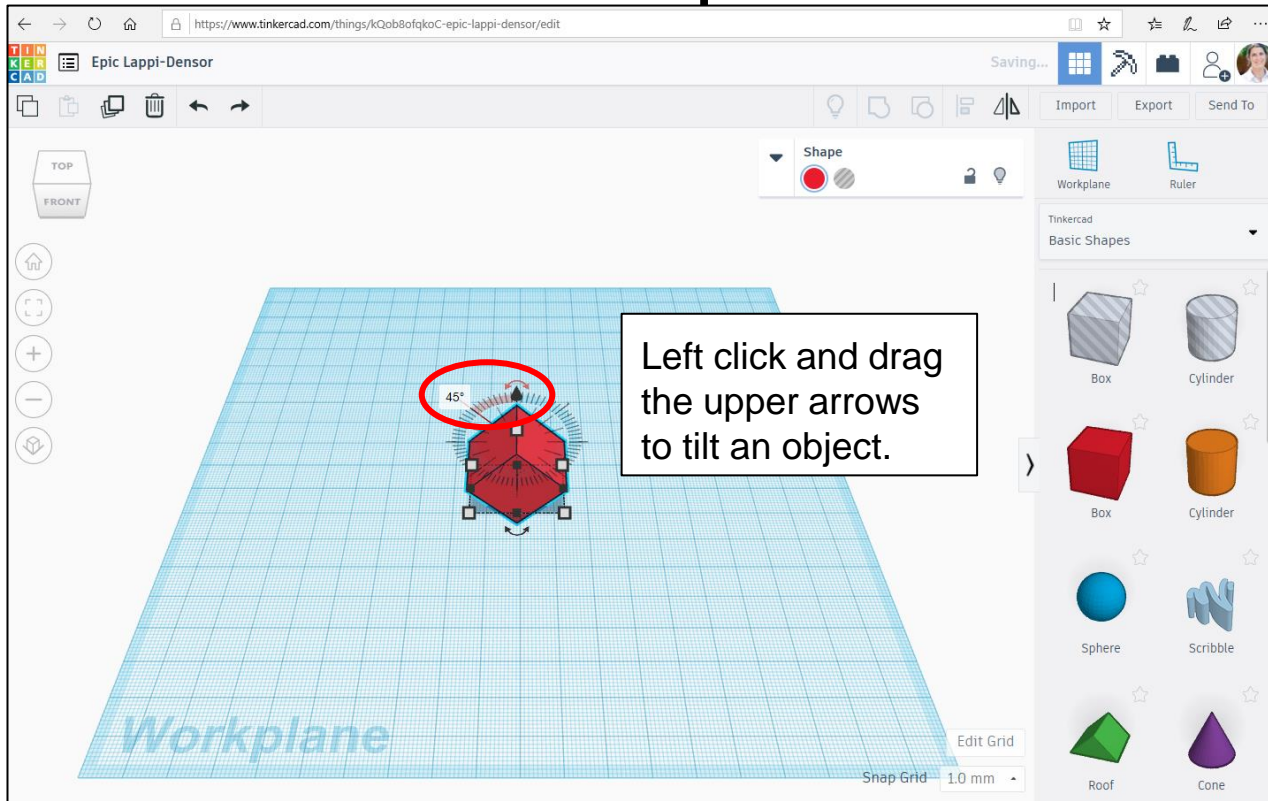 https://www.tinkercad.com/things/kQob8ofqkoC-epic-lappi-densor/edit
TIN
KER
CAD
Epic Lappi-Densor
Saving...
Import
Export
Send To
TOP
FRONT
Shape
Workplane
Ruler
Tinkercad
Basic Shapes
Box
Cylinder
45°
Left click and drag
the upper arrows
to tilt an object.
Box
Cylinder
Sphere
Scribble
Roof
Cone
Workplane
Edit Grid
Snap Grid 1.0 mm